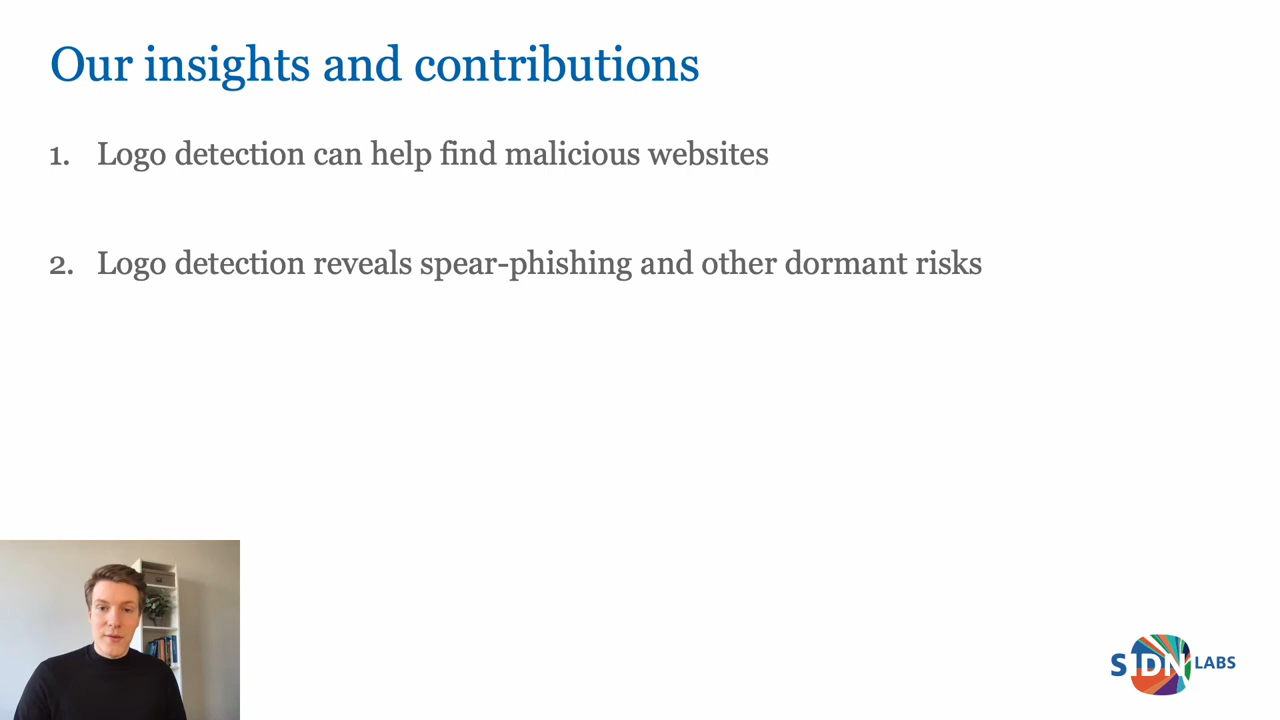 Our insights and contributions
1. Logo detection can help find malicious websites
2. Logo detection reveals spear-phishing and other dormant risks
SIDN LABS